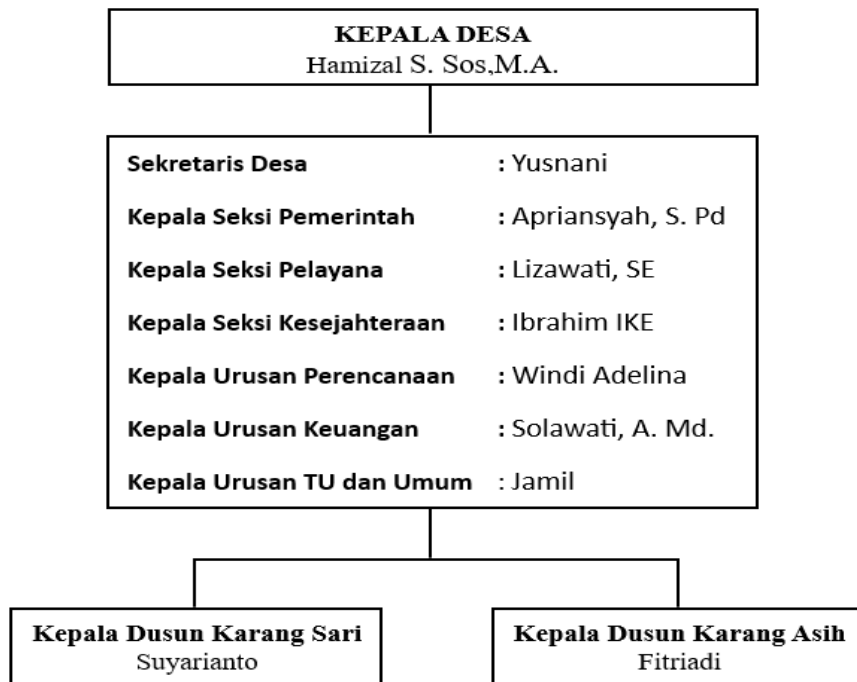 KEPALA DESA
Hamizal S. Sos,M.A.
Sekretaris Desa : Yusnani
Kepala Seksi Pemerintah : Apriansyah, S. Pd
Kepala Seksi Pelayana : Lizawati, SE
Kepala Seksi Kesejahteraan : Ibrahim IKE
Kepala Urusan Perencanaan : Windi Adelina
Kepala Urusan Keuangan : Solawati, A. Md.
Kepala Urusan TU dan Umum : Jamil
Kepala Dusun Karang Sari
Suyarianto
Kepala Dusun Karang Asih
Fitriadi